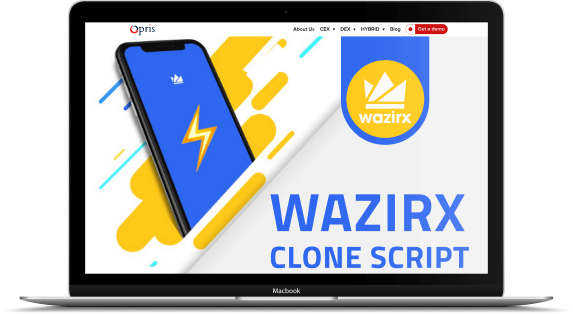 Opris
About Us CEX ▾ DEX ▾ HYBRID ▾ Blog Get a demo
wazirx
WAZIRX
CLONE SCRIPT
Macbook